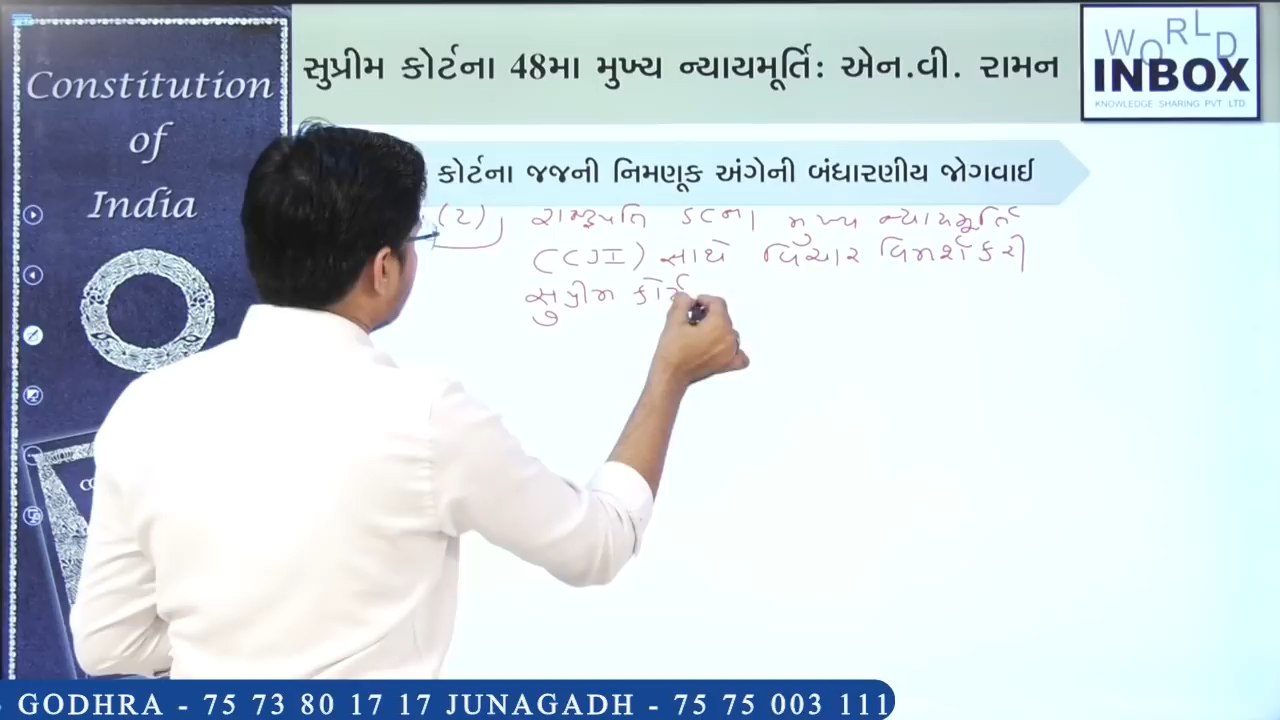 Constitution
of
India
સુપ્રીમ કોર્ટના 48મા મુખ્ય ન્યાયમૂર્તિ: એન.વી. રામન
WORLD
INBOX
KNOWLEDGE SHARING PVT. LTD.
કોર્ટના જજની નિમણૂક અંગેની બંધારણીય જોગવાઈ
(2) રાષ્ટ્રપતિ SCના મુખ્ય ન્યાયમૂર્તિ
(CJI) સાથે વિચાર વિમર્શ કરી
સુપ્રીમ કોર્ટ
GODHRA - 75 73 80 17 17 JUNAGADH - 75 75 003 111